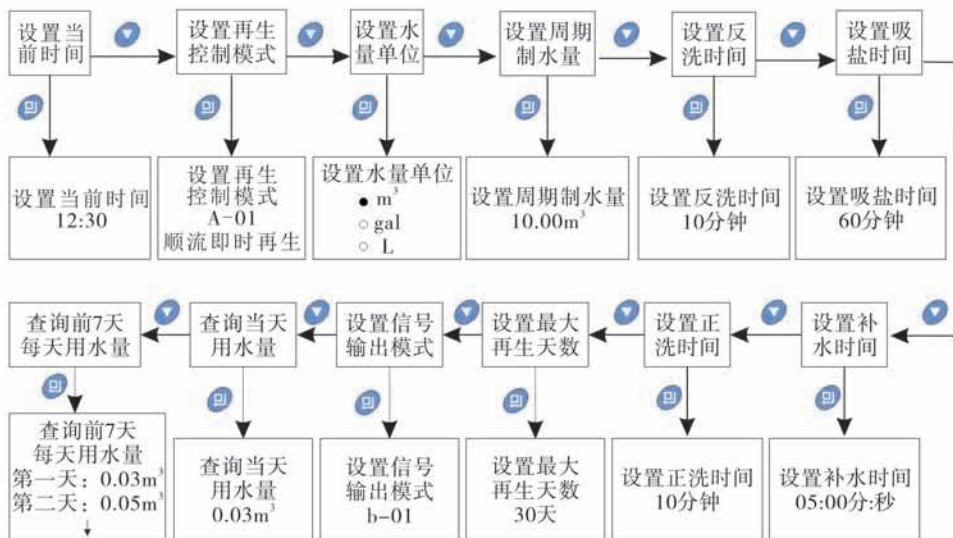 设置当
前时间
设置再生
控制模式
设置水
量单位
设置周期
制水量
设置反
洗时间
设置吸
盐时间
设置当前时间
12:30
设置再生
控制模式
A-01
顺流即时再生
设置水量单位
● m³
○ gal
○ L
设置周期制水量
10.00m³
设置反洗时间
10分钟
设置吸盐时间
60分钟
查询前7天
每天用水量
查询当天
用水量
设置信号
输出模式
设置最大
再生天数
设置正
洗时间
设置补
水时间
查询前7天
每天用水量
第一天：0.03m³
第二天：0.05m³
查询当天
用水量
0.03m³
设置信号
输出模式
b-01
设置最大
再生天数
30天
设置正洗时间
10分钟
设置补水时间
05:00分:秒